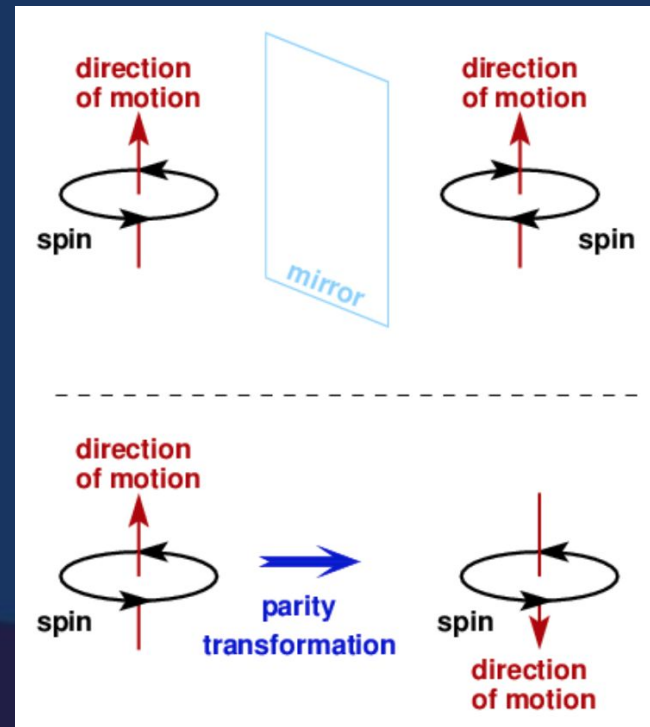 direction
of motion
direction
of motion
spin
spin
mirror
direction
of motion
spin
parity
transformation
spin
direction
of motion